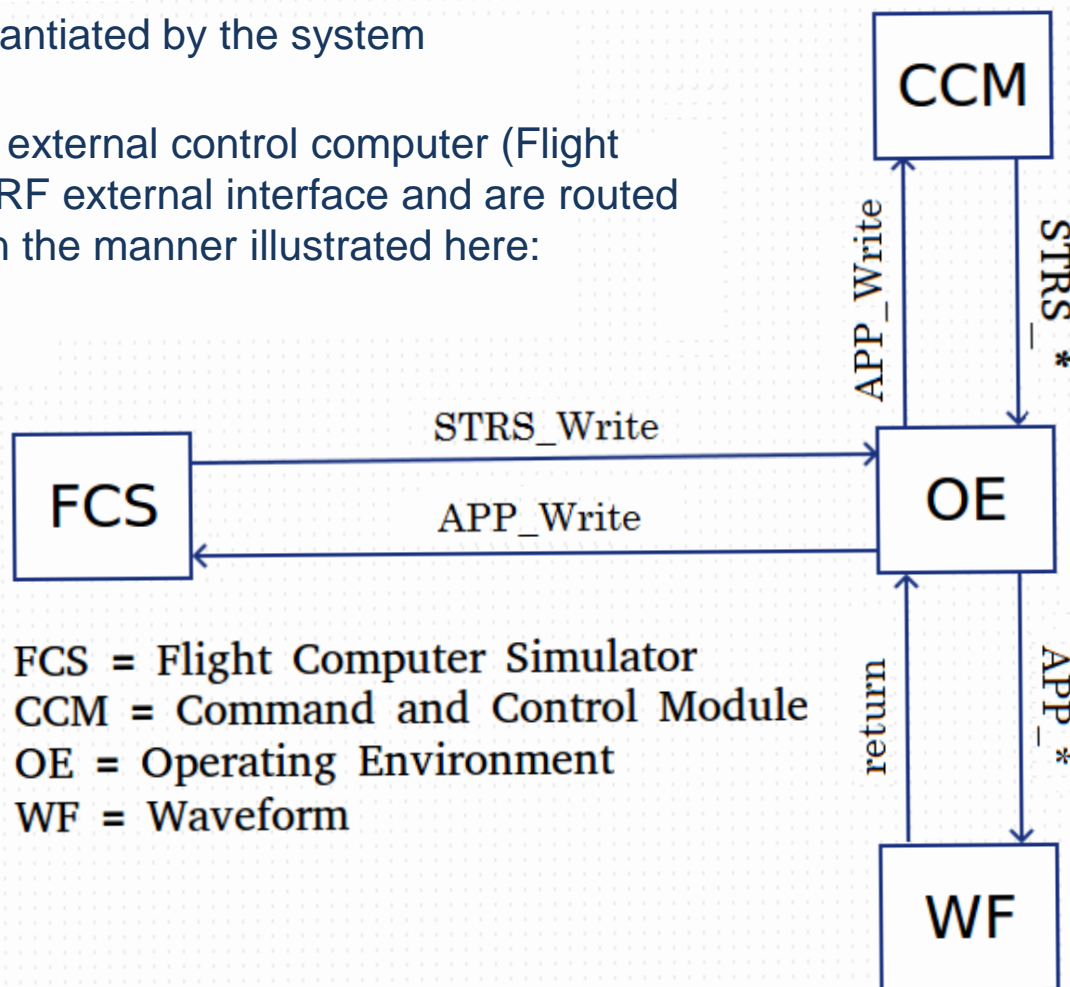 antiated by the system
external control computer (Flight
RF external interface and are routed
the manner illustrated here:
CCM
APP_Write
STRS_*
STRS_Write
FCS
OE
APP_Write
FCS = Flight Computer Simulator
CCM = Command and Control Module
OE = Operating Environment
WF = Waveform
return
APP_*
WF